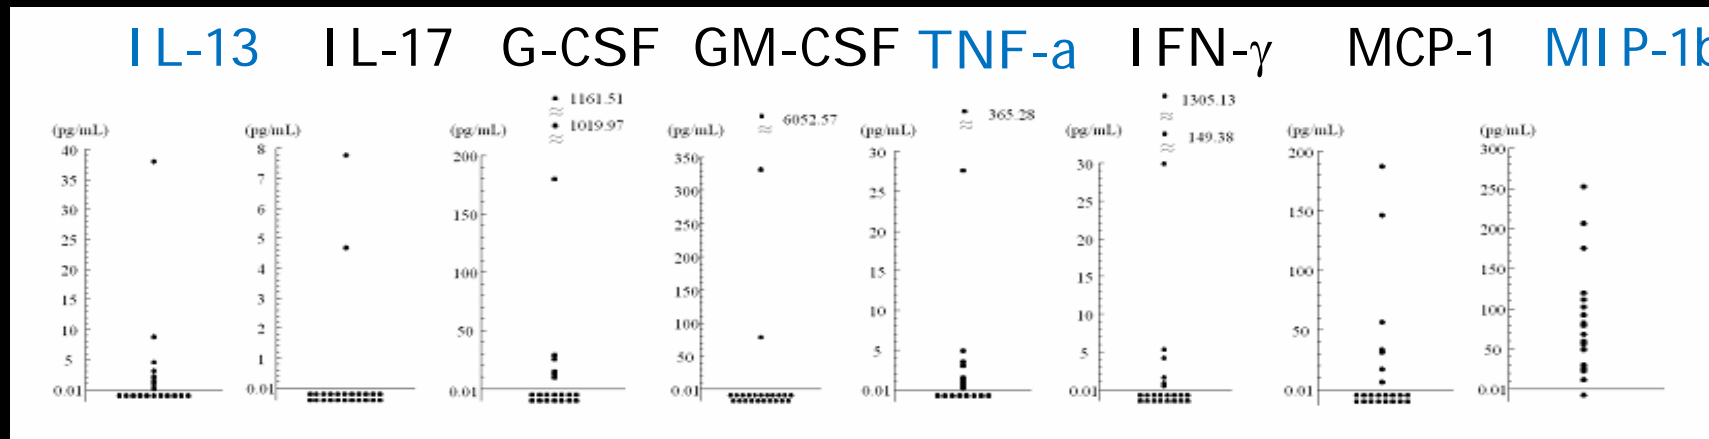 IL-13 IL-17 G-CSF GM-CSF TNF-a IFN-γ MCP-1 MIP-1b
1161.51 1305.13
≈ 6052.57 365.28 ≈
1019.97 149.38
(pg/mL) (pg/mL) (pg/mL) (pg/mL) (pg/mL) (pg/mL) (pg/mL) (pg/mL)
40 35 30 25 20 15 10 5 0.01
8 7 6 5 4 3 2 1 0.01
200 150 100 50 0.01
350 300 250 200 150 100 50 0.01
30 25 20 15 10 5 0.01
30 25 20 15 10 5 0.01
200 150 100 50 0.01
300 250 200 150 100 50 0.01